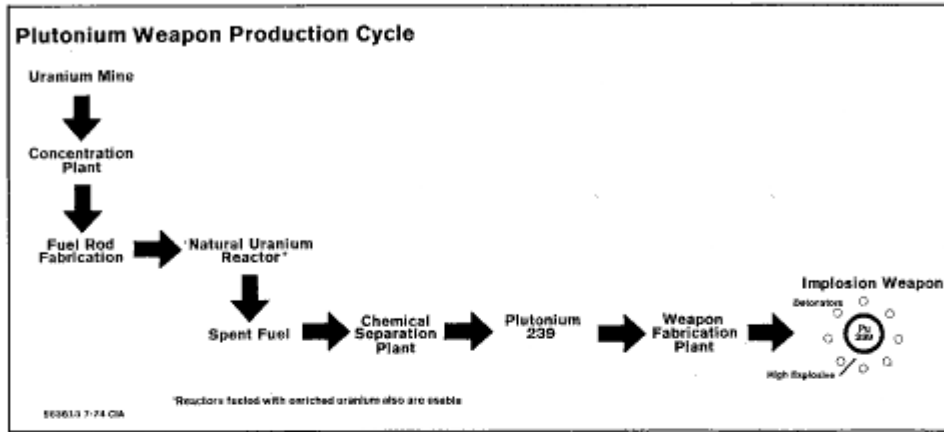 Plutonium Weapon Production Cycle
Uranium Mine
Concentration
Plant
Fuel Rod
Fabrication
*Natural Uranium
Reactor*
Spent Fuel
Chemical
Separation
Plant
Plutonium
239
Weapon
Fabrication
Plant
Implosion Weapon
Detonators
Pu
239
High Explosive
*Reactors fueled with enriched uranium also are usable
7-74 CIA